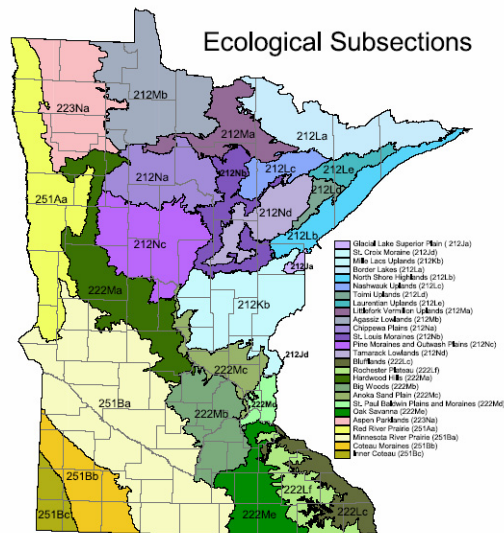 Ecological Subsections
223Na
212Mb
212La
212Ma
212Na
212Nb
212Lc
212Le
251Aa
212Ld
212Nd
212Nc
212Lb
212Ja
222Ma
212Kb
212Jd
222Mc
222Md
251Ba
222Mb
251Bb
251Bc
222Lf
222Me
222Lc
Glacial Lake Superior Plain ( 212Ja)
St. Croix Moraine (212Jd)
Mille Lacs Uplands (212Kb)
Border Lakes (212La)
North Shore Highlands (212Lb)
Nashwauk Uplands (212Lc)
Toimi Uplands (212Ld)
Laurentian Uplands (212Le)
Littlefork Vermillon Uplands (212Ma)
Agassiz Lowlands (212Mb)
Chippewa Plains (212Na)
St. Louis Moraines (212Nb)
Pine Moraines and Outwash Plains (212Nc)
Tamarack Lowlands (212Nd)
Blufflands (222Lc)
Rochester Plateau (222Lf)
Hardwood Hills (222Ma)
Big Woods (222Mb)
Anoka Sand Plain (222Mc)
St. Paul Baldwin Plains and Moraines (222Md)
Oak Savanna (222Me)
Aspen Parklands (223Na)
Red River Prairie (251Aa)
Minnesota River Prairie (251Ba)
Coteau Moraines (251Bb)
Inner Coteau (251Bc)